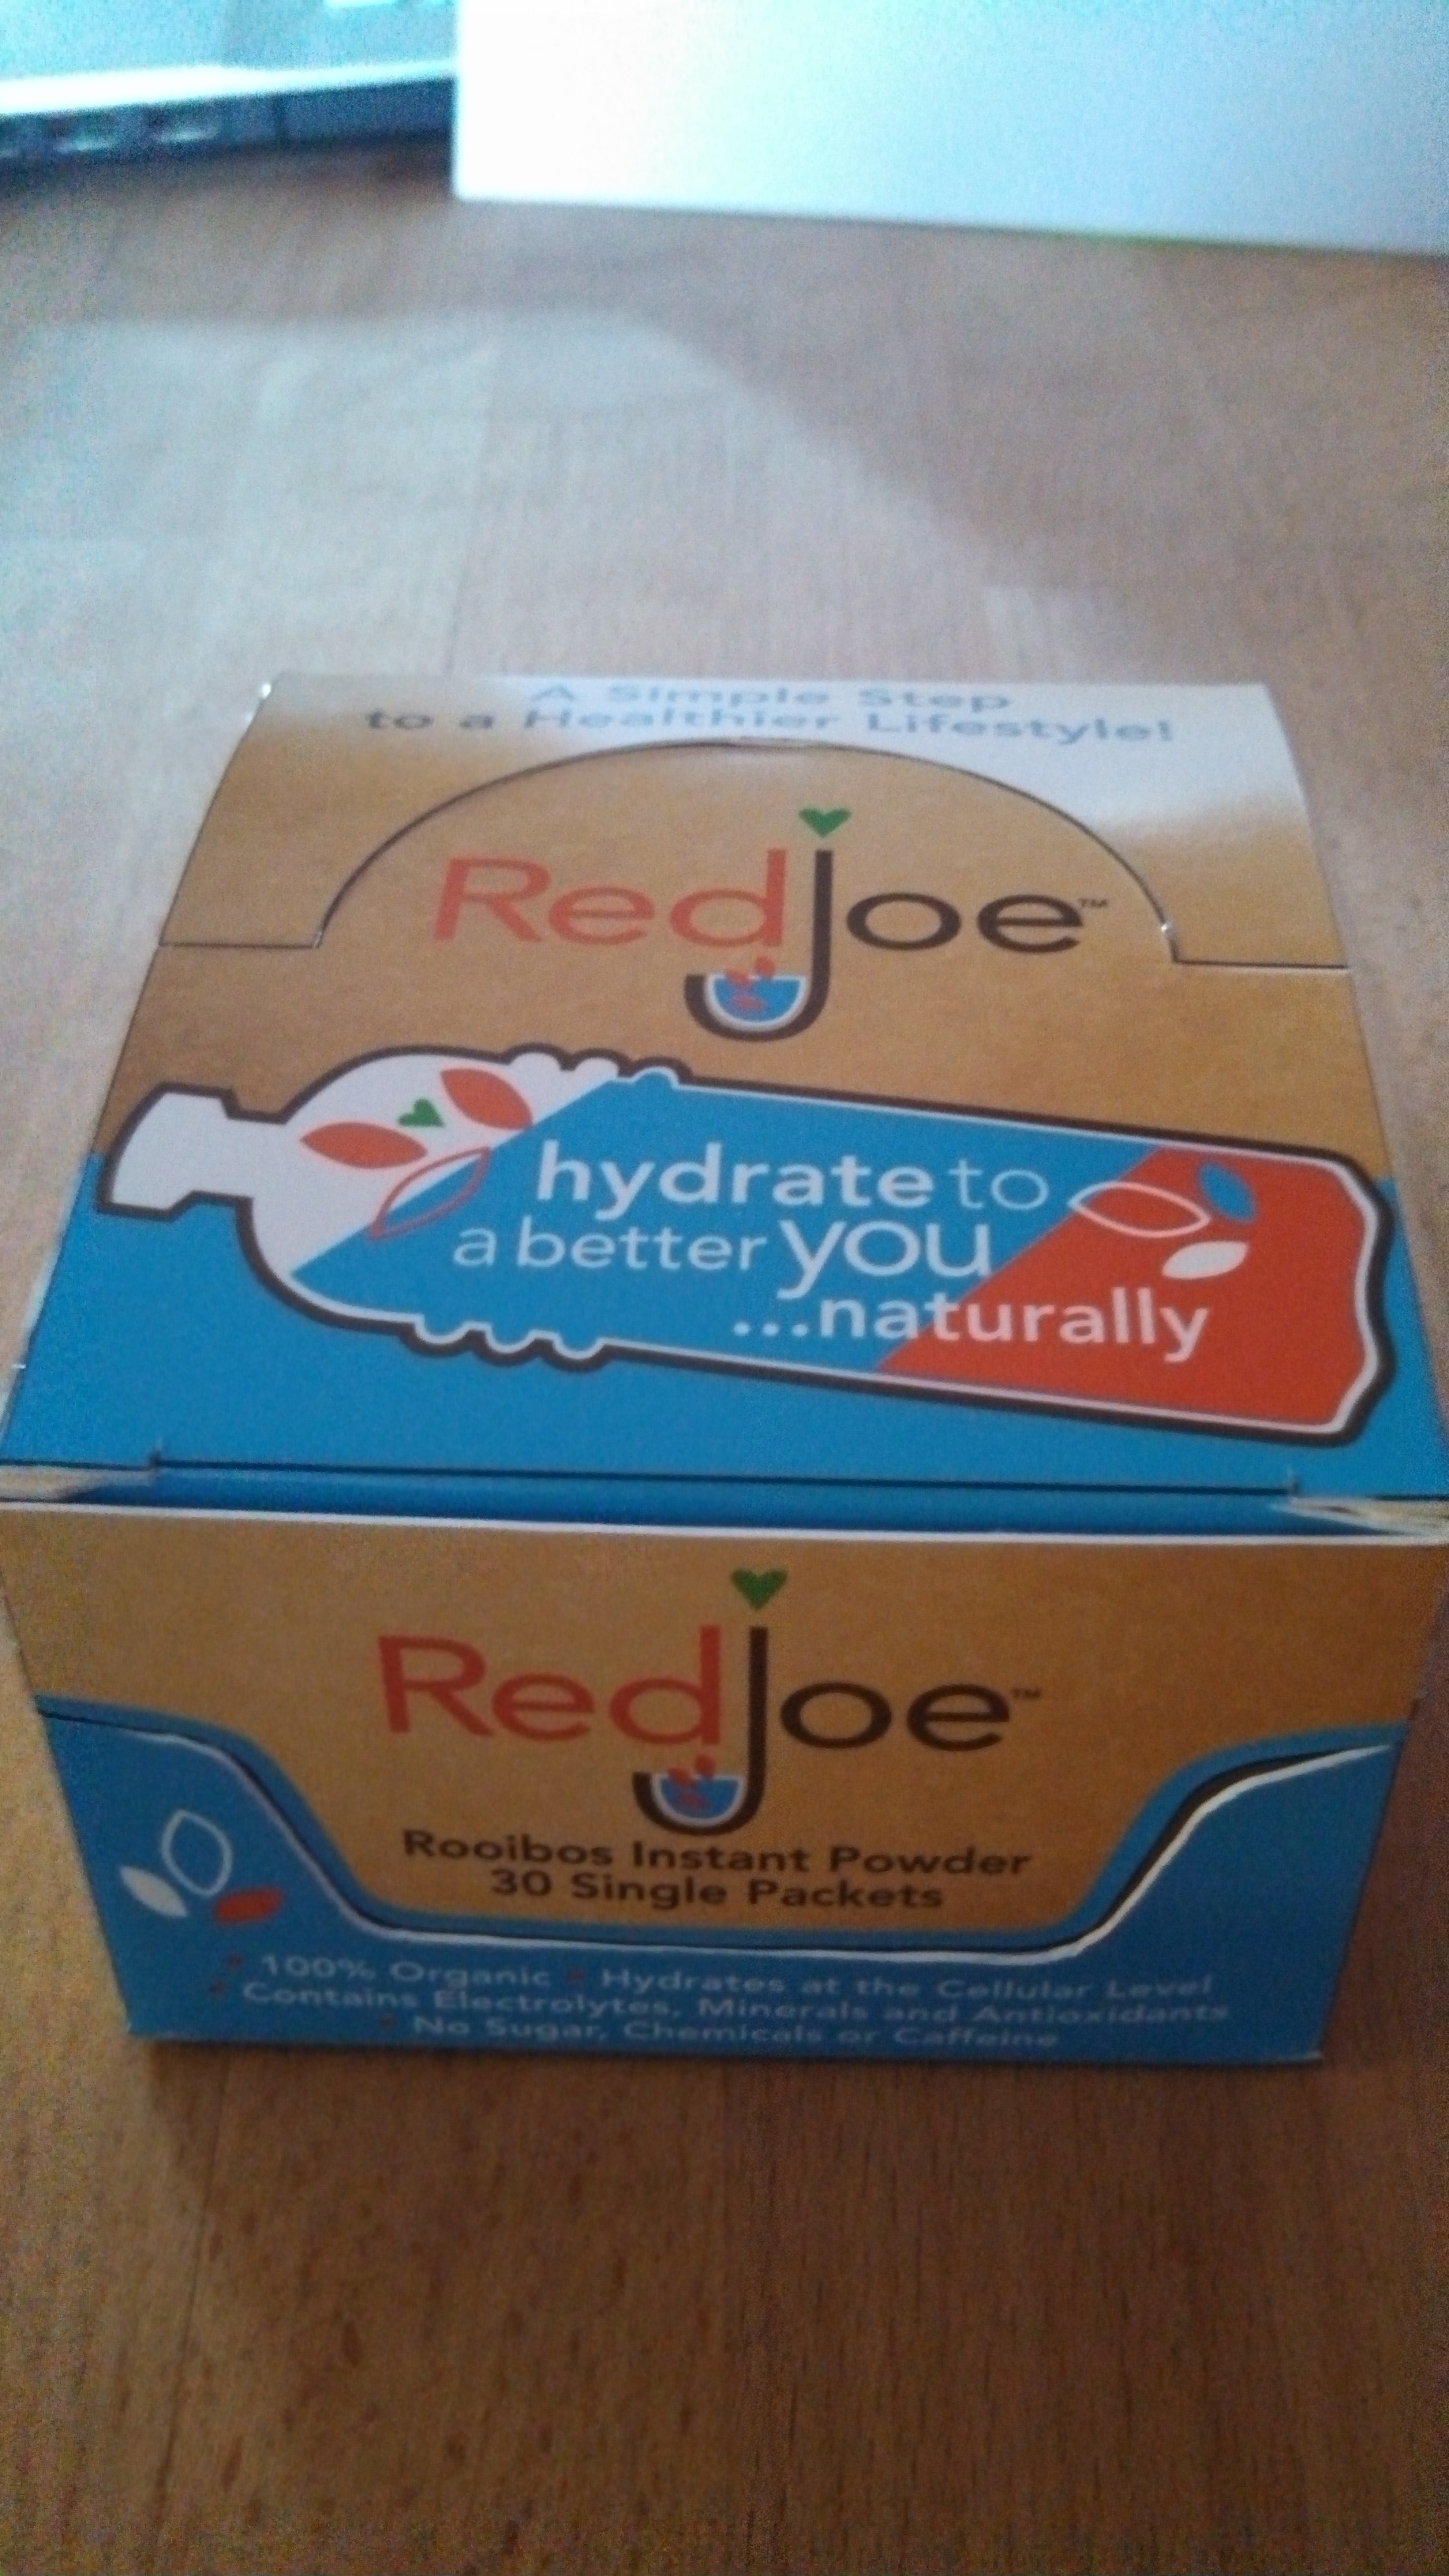 A Simple Step
to a Healthier Lifestyle!
Redjoe™
hydrate to
a better you
...naturally
Redjoe™
Rooibos Instant Powder
30 Single Packets
100% Organic • Hydrates at the Cellular Level
Contains Electrolytes, Minerals and Antioxidants
• No Sugar, Chemicals or Caffeine